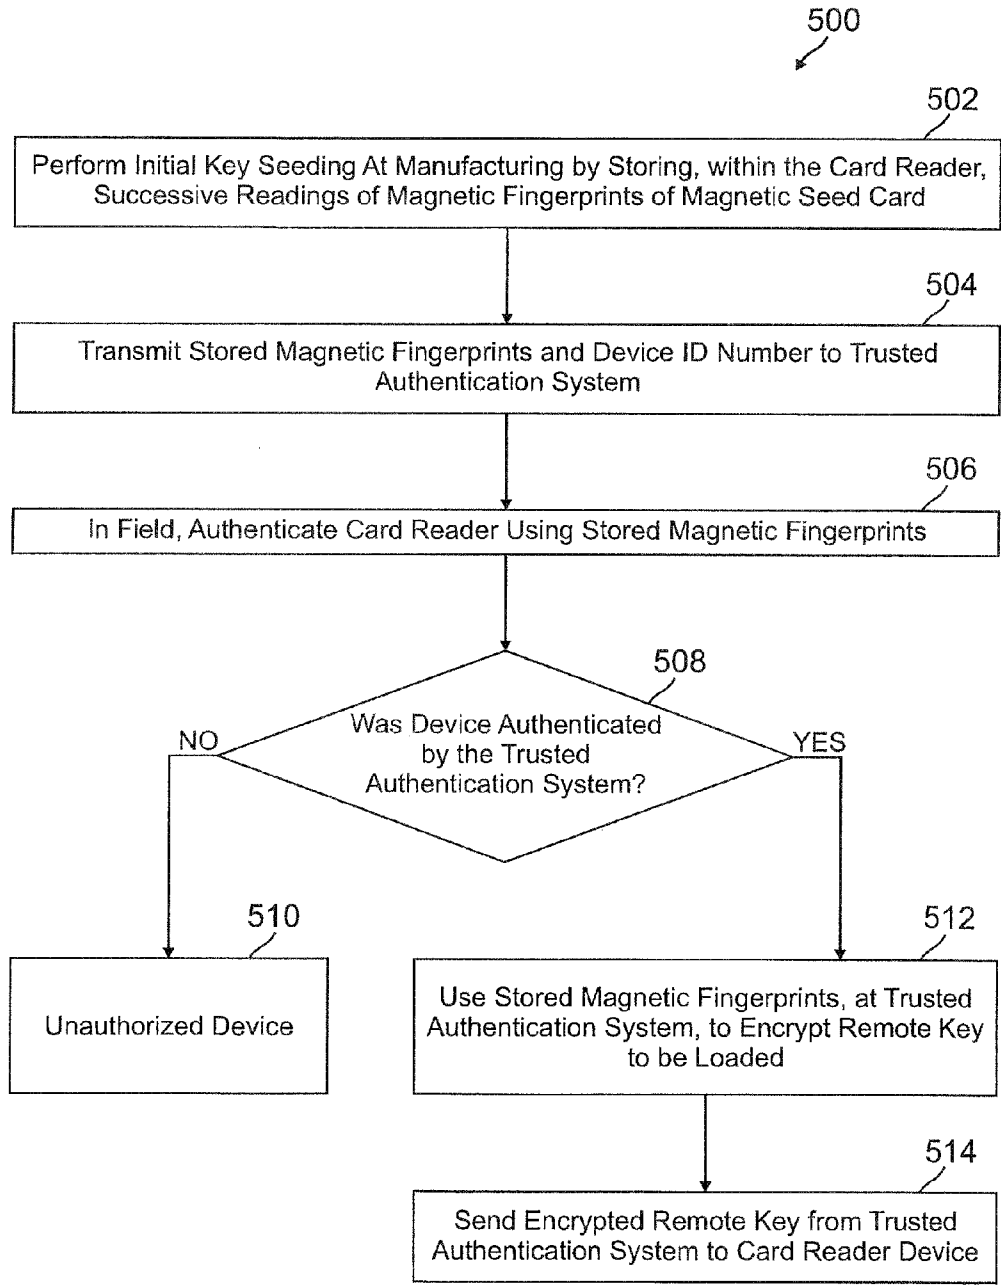 500
502
Perform Initial Key Seeding At Manufacturing by Storing, within the Card Reader,
Successive Readings of Magnetic Fingerprints of Magnetic Seed Card
504
Transmit Stored Magnetic Fingerprints and Device ID Number to Trusted
Authentication System
506
In Field, Authenticate Card Reader Using Stored Magnetic Fingerprints
508
Was Device Authenticated
by the Trusted
Authentication System?
NO
YES
510
Unauthorized Device
512
Use Stored Magnetic Fingerprints, at Trusted
Authentication System, to Encrypt Remote Key
to be Loaded
514
Send Encrypted Remote Key from Trusted
Authentication System to Card Reader Device